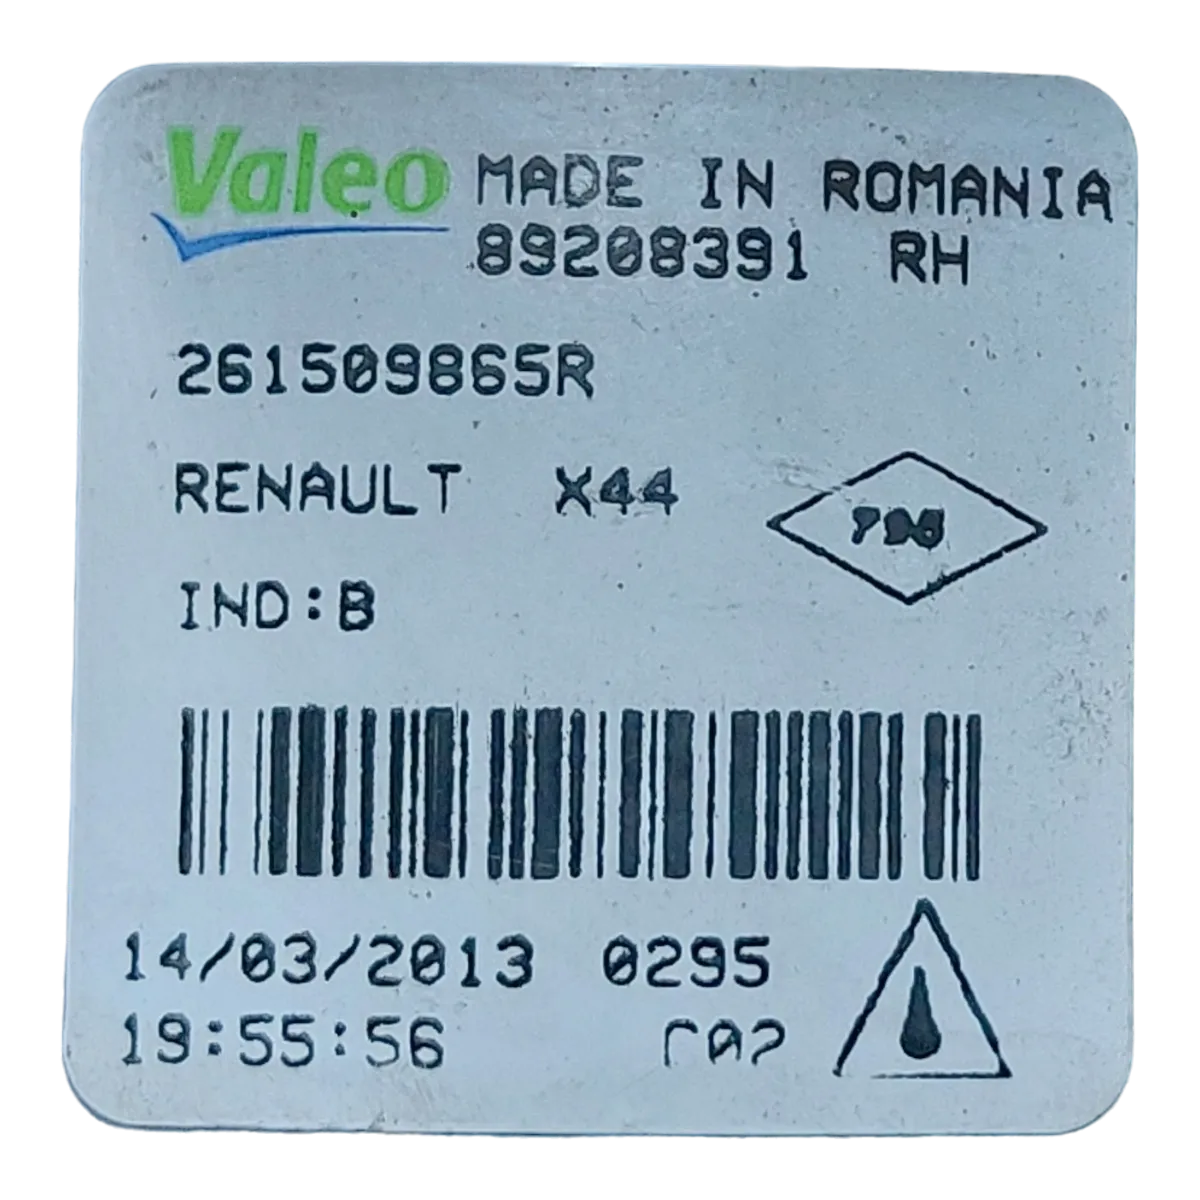 Valeo MADE IN ROMANIA
89208391 RH
261509865R
RENAULT X44
IND:B
14/03/2013 0295
19:55:56